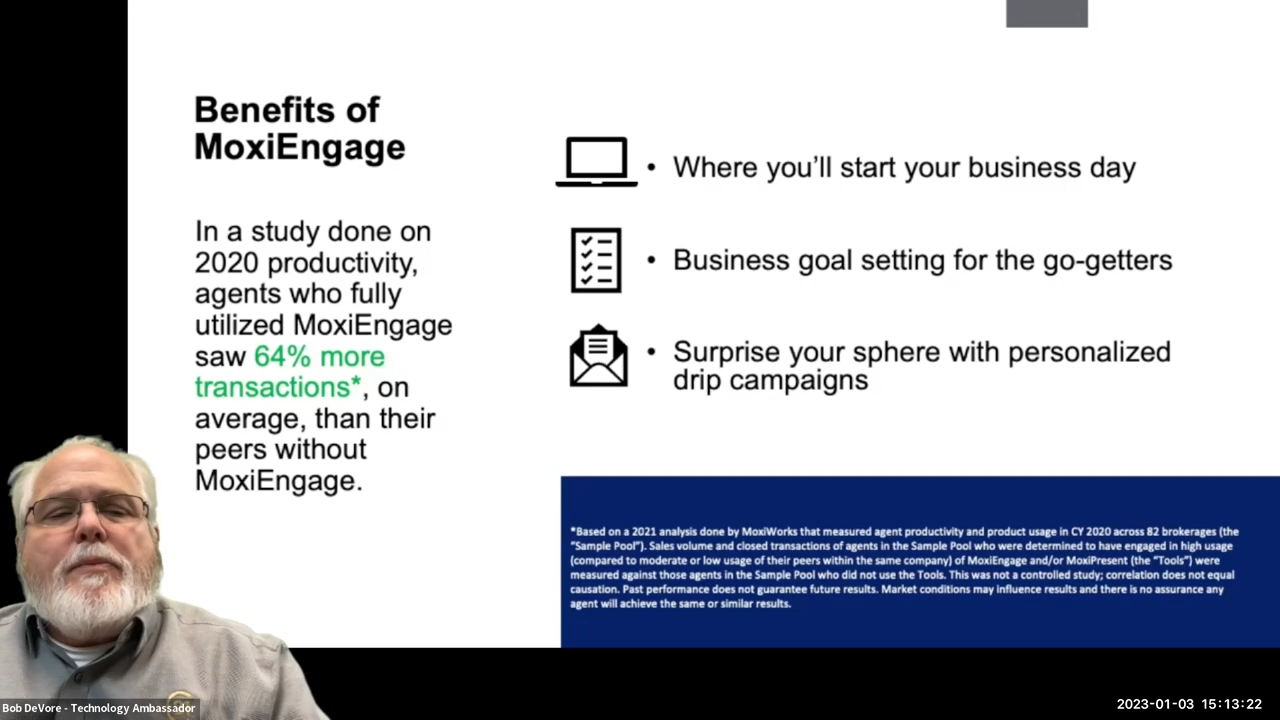 Benefits of
MoxiEngage
In a study done on
2020 productivity,
agents who fully
utilized MoxiEngage
saw 64% more
transactions*, on
average, than their
peers without
MoxiEngage.
• Where you’ll start your business day
• Business goal setting for the go-getters
• Surprise your sphere with personalized
drip campaigns
*Based on a 2021 analysis done by MoxiWorks that measured agent productivity and product usage in CY 2020 across 82 brokerages (the
“Sample Pool”). Sales volume and closed transactions of agents in the Sample Pool who were determined to have engaged in high usage
(compared to moderate or low usage of their peers within the same company) of MoxiEngage and/or MoxiPresent (the “Tools”) were
measured against those agents in the Sample Pool who did not use the Tools. This was not a controlled study; correlation does not equal
causation. Past performance does not guarantee future results. Market conditions may influence results and there is no assurance any
agent will achieve the same or similar results.
Bob DeVore - Technology Ambassador
2023-01-03 15:13:22